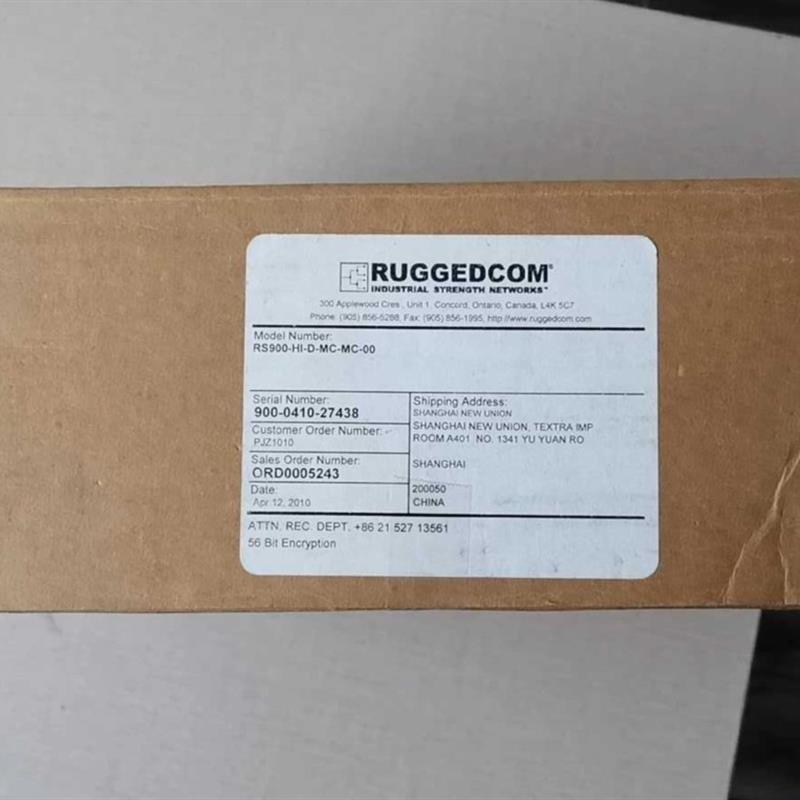 RUGGEDCOM®
INDUSTRIAL STRENGTH NETWORKS™
300 Applewood Cres., Unit 1, Concord, Ontario, Canada, L4K 5C7
Phone: (905) 856-5288, Fax: (905) 856-1995, http://www.ruggedcom.com
Model Number:
RS900-HI-D-MC-MC-00
Serial Number:
900-0410-27438
Customer Order Number:
PJZ1010
Sales Order Number:
ORD0005243
Date:
Apr 12, 2010
Shipping Address:
SHANGHAI NEW UNION
SHANGHAI NEW UNION, TEXTRA IMP
ROOM A401 NO. 1341 YU YUAN RO
SHANGHAI
200050
CHINA
ATTN. REC. DEPT. +86 21 527 13561
56 Bit Encryption